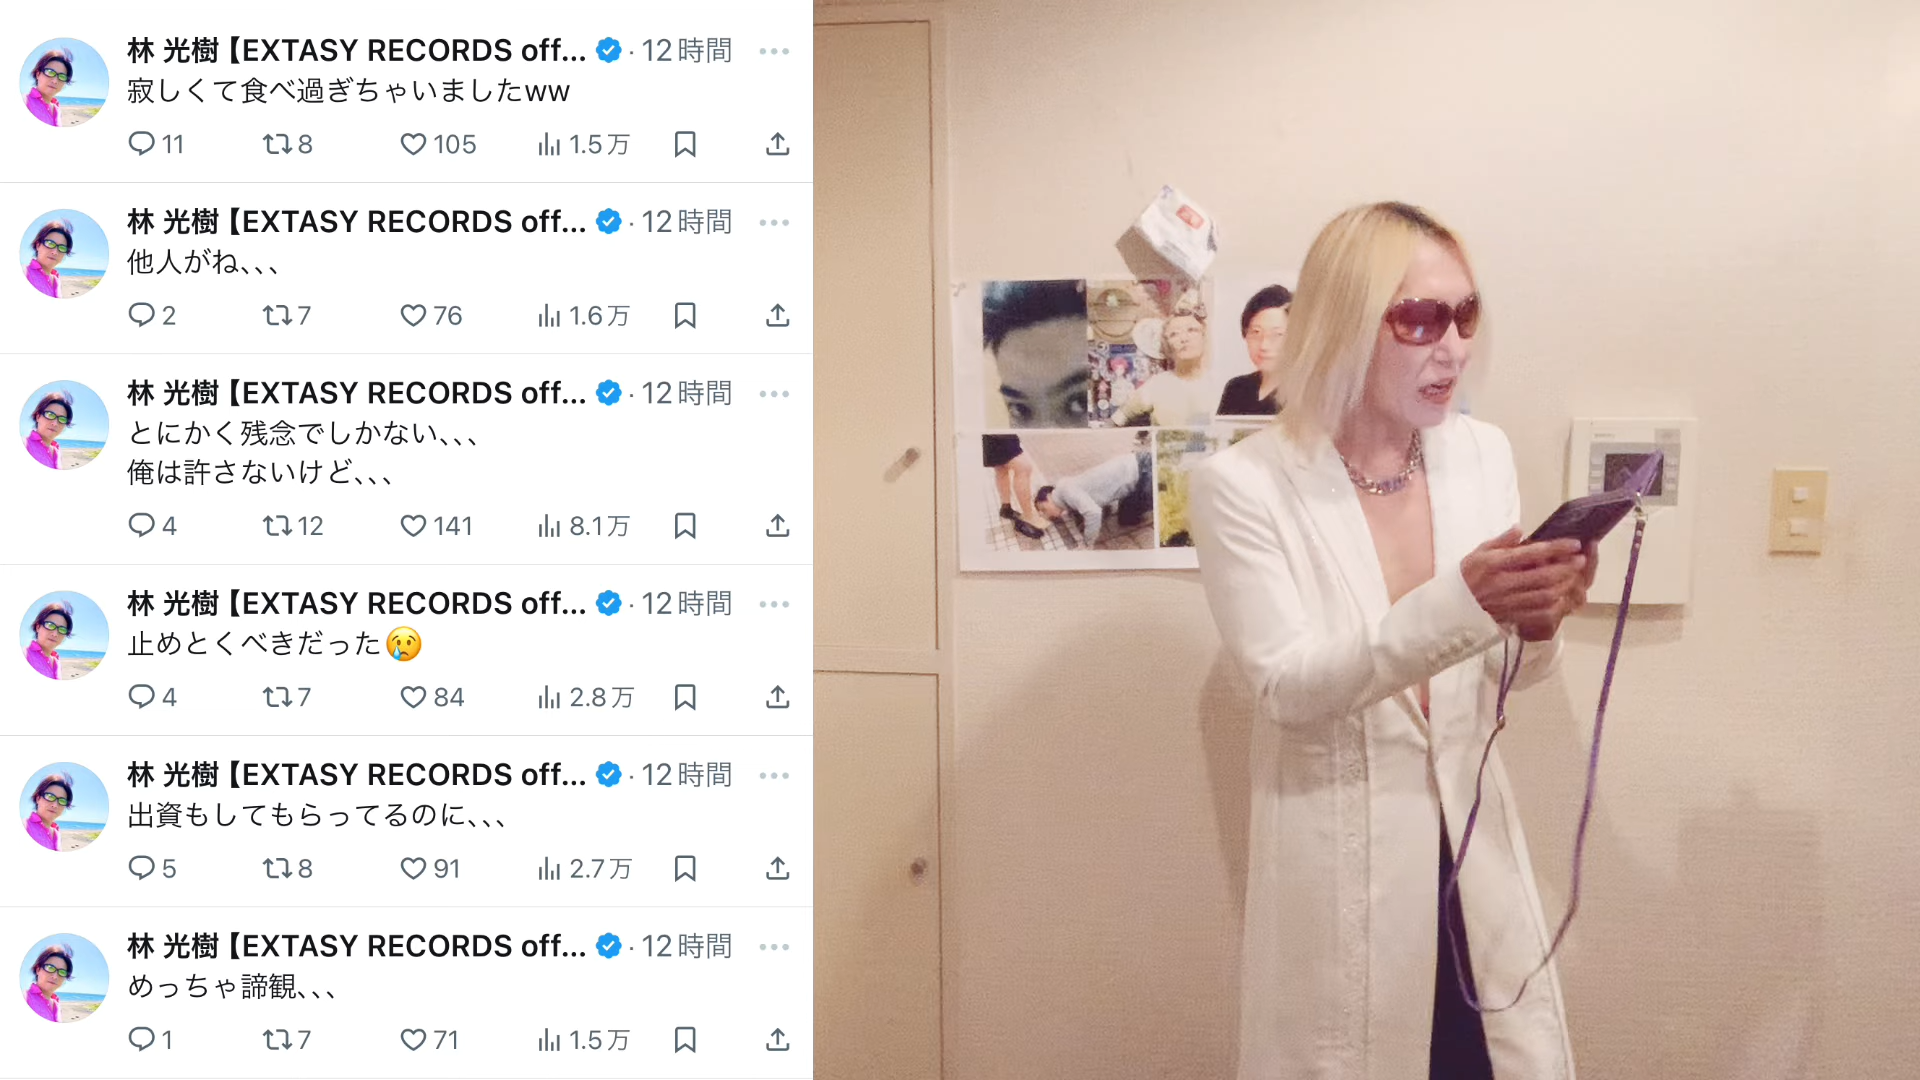 林 光樹【EXTASY RECORDS off... · 12時間
寂しくて食べ過ぎちゃいましたww
11 8 105 1.5万
林 光樹【EXTASY RECORDS off... · 12時間
他人がね、、、
2 7 76 1.6万
林 光樹【EXTASY RECORDS off... · 12時間
とにかく残念でしかない、、、
俺は許さないけど、、、
4 12 141 8.1万
林 光樹【EXTASY RECORDS off... · 12時間
止めとくべきだった😢
4 7 84 2.8万
林 光樹【EXTASY RECORDS off... · 12時間
出資もしてもらってるのに、、、
5 8 91 2.7万
林 光樹【EXTASY RECORDS off... · 12時間
めっちゃ諦観、、、
1 7 71 1.5万